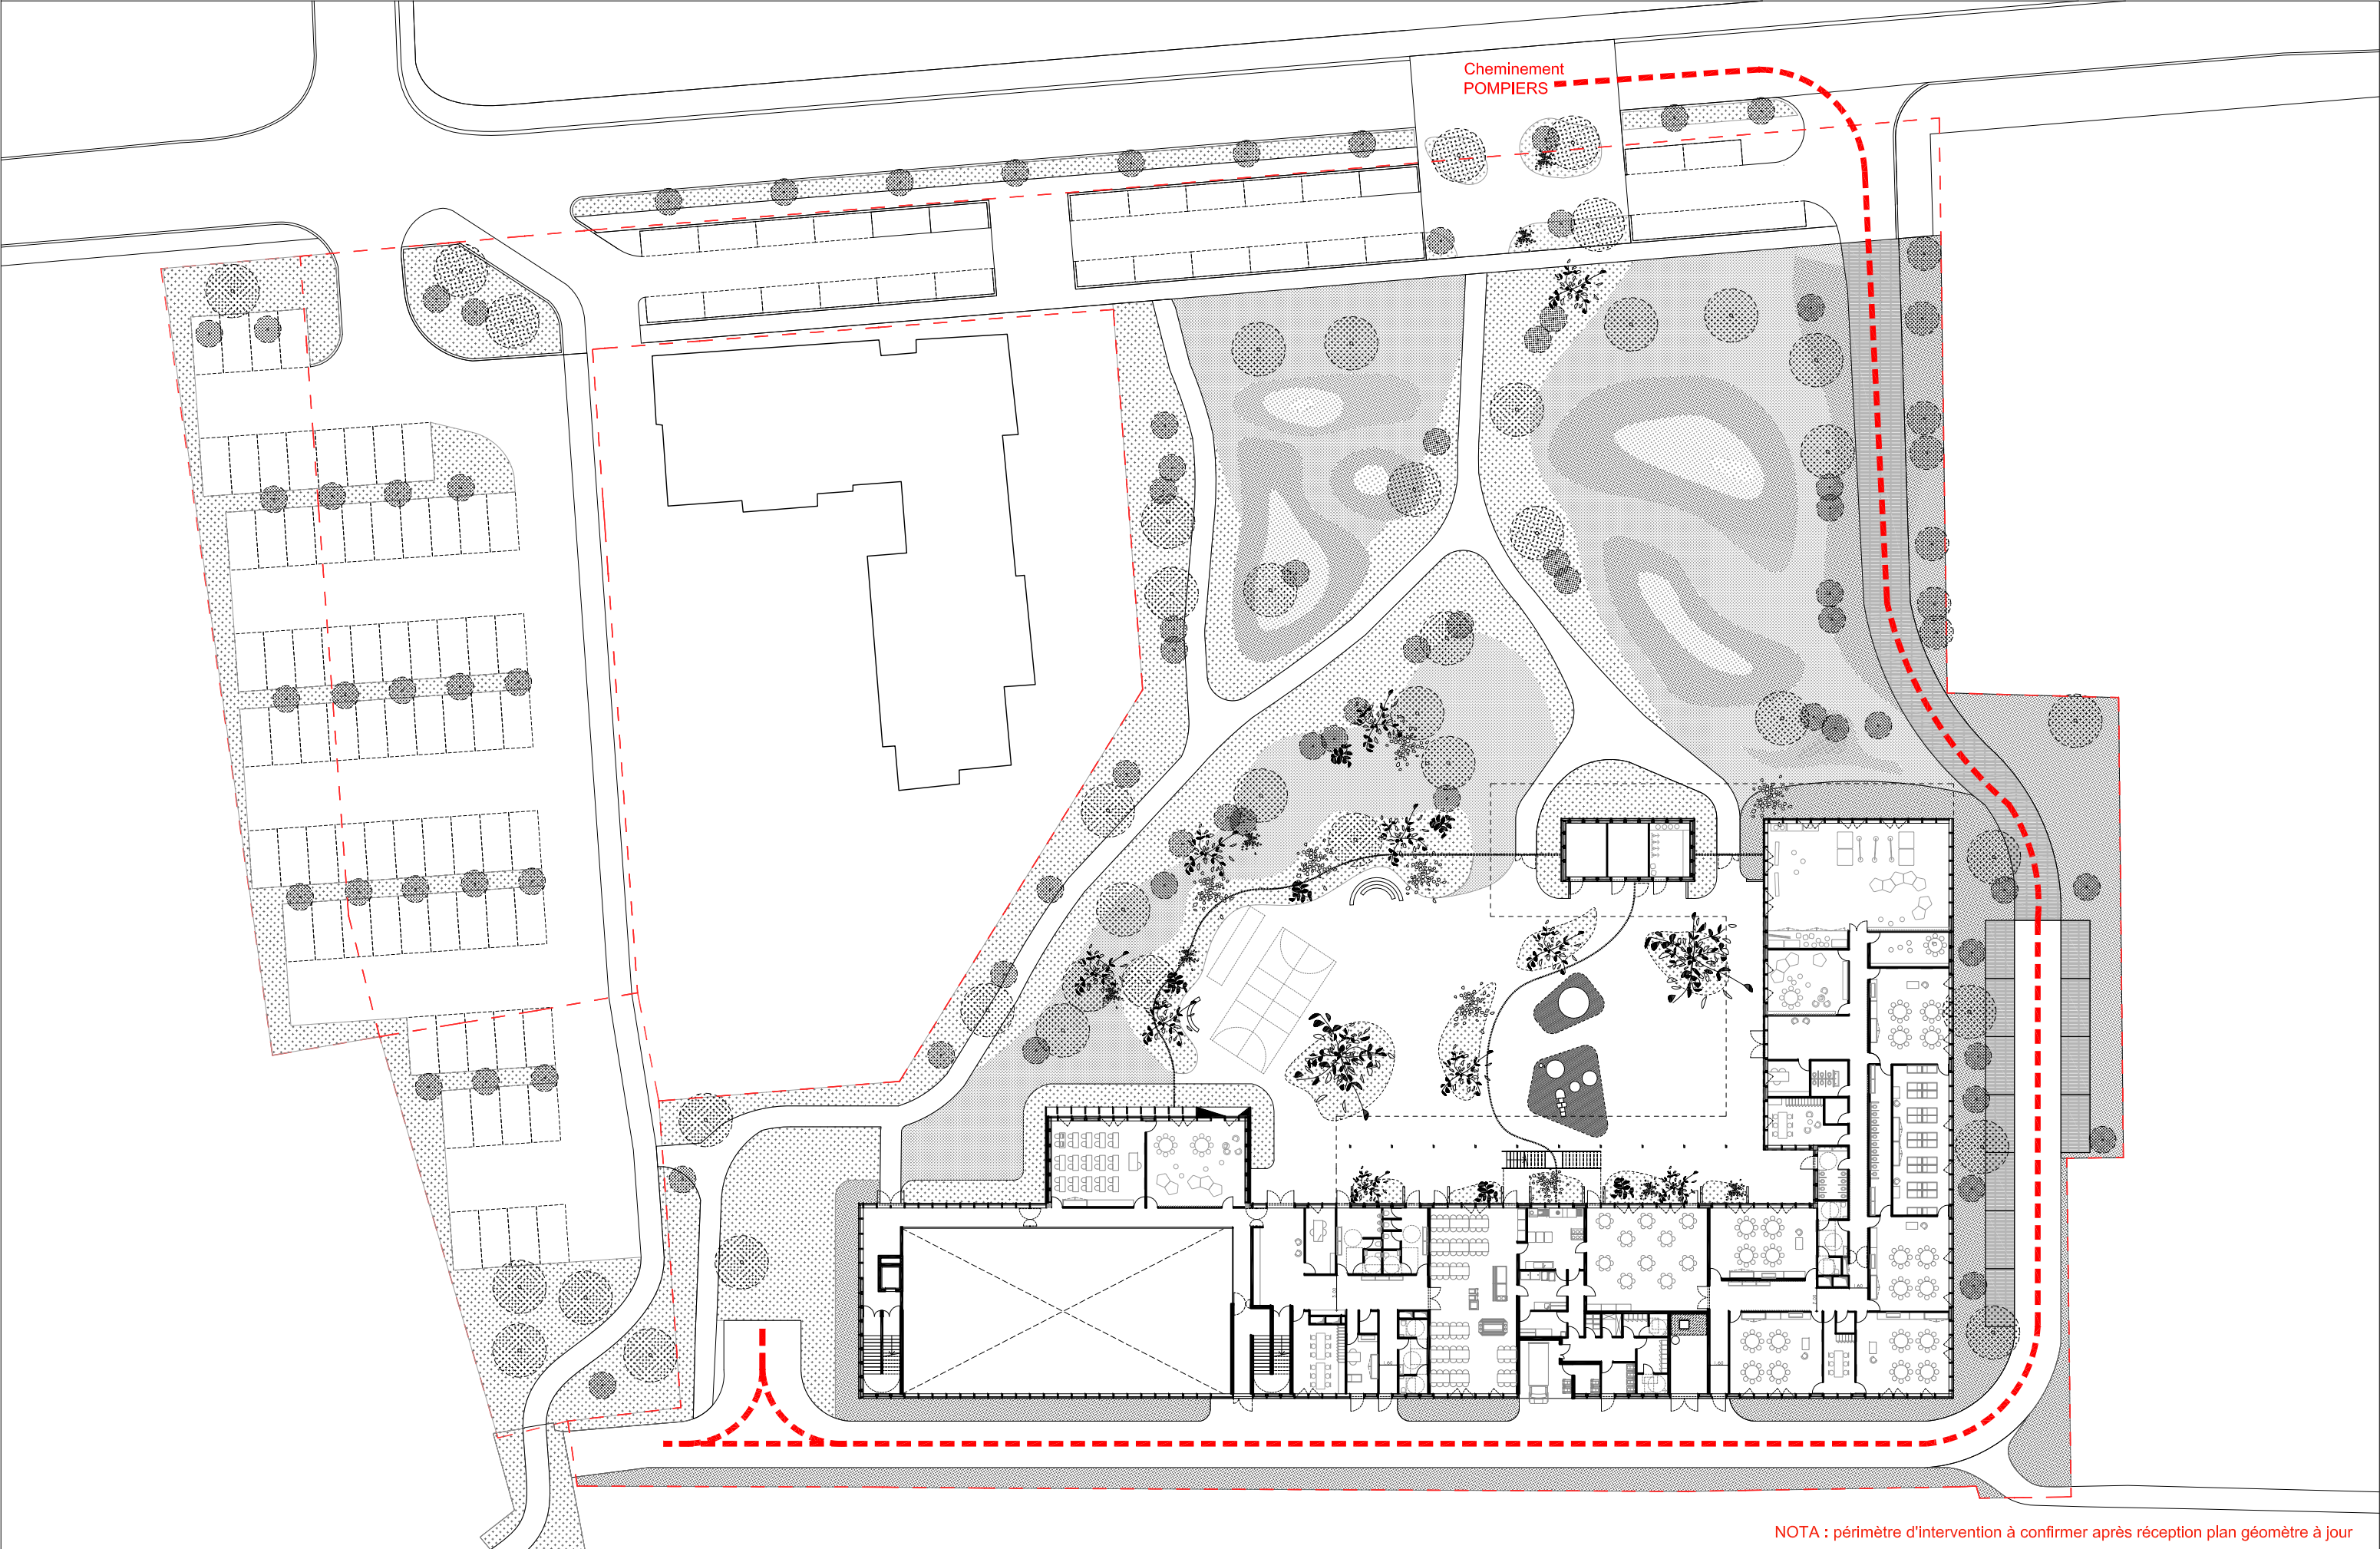 Cheminement
POMPIERS
NOTA : périmètre d'intervention à confirmer après réception plan géomètre à jour